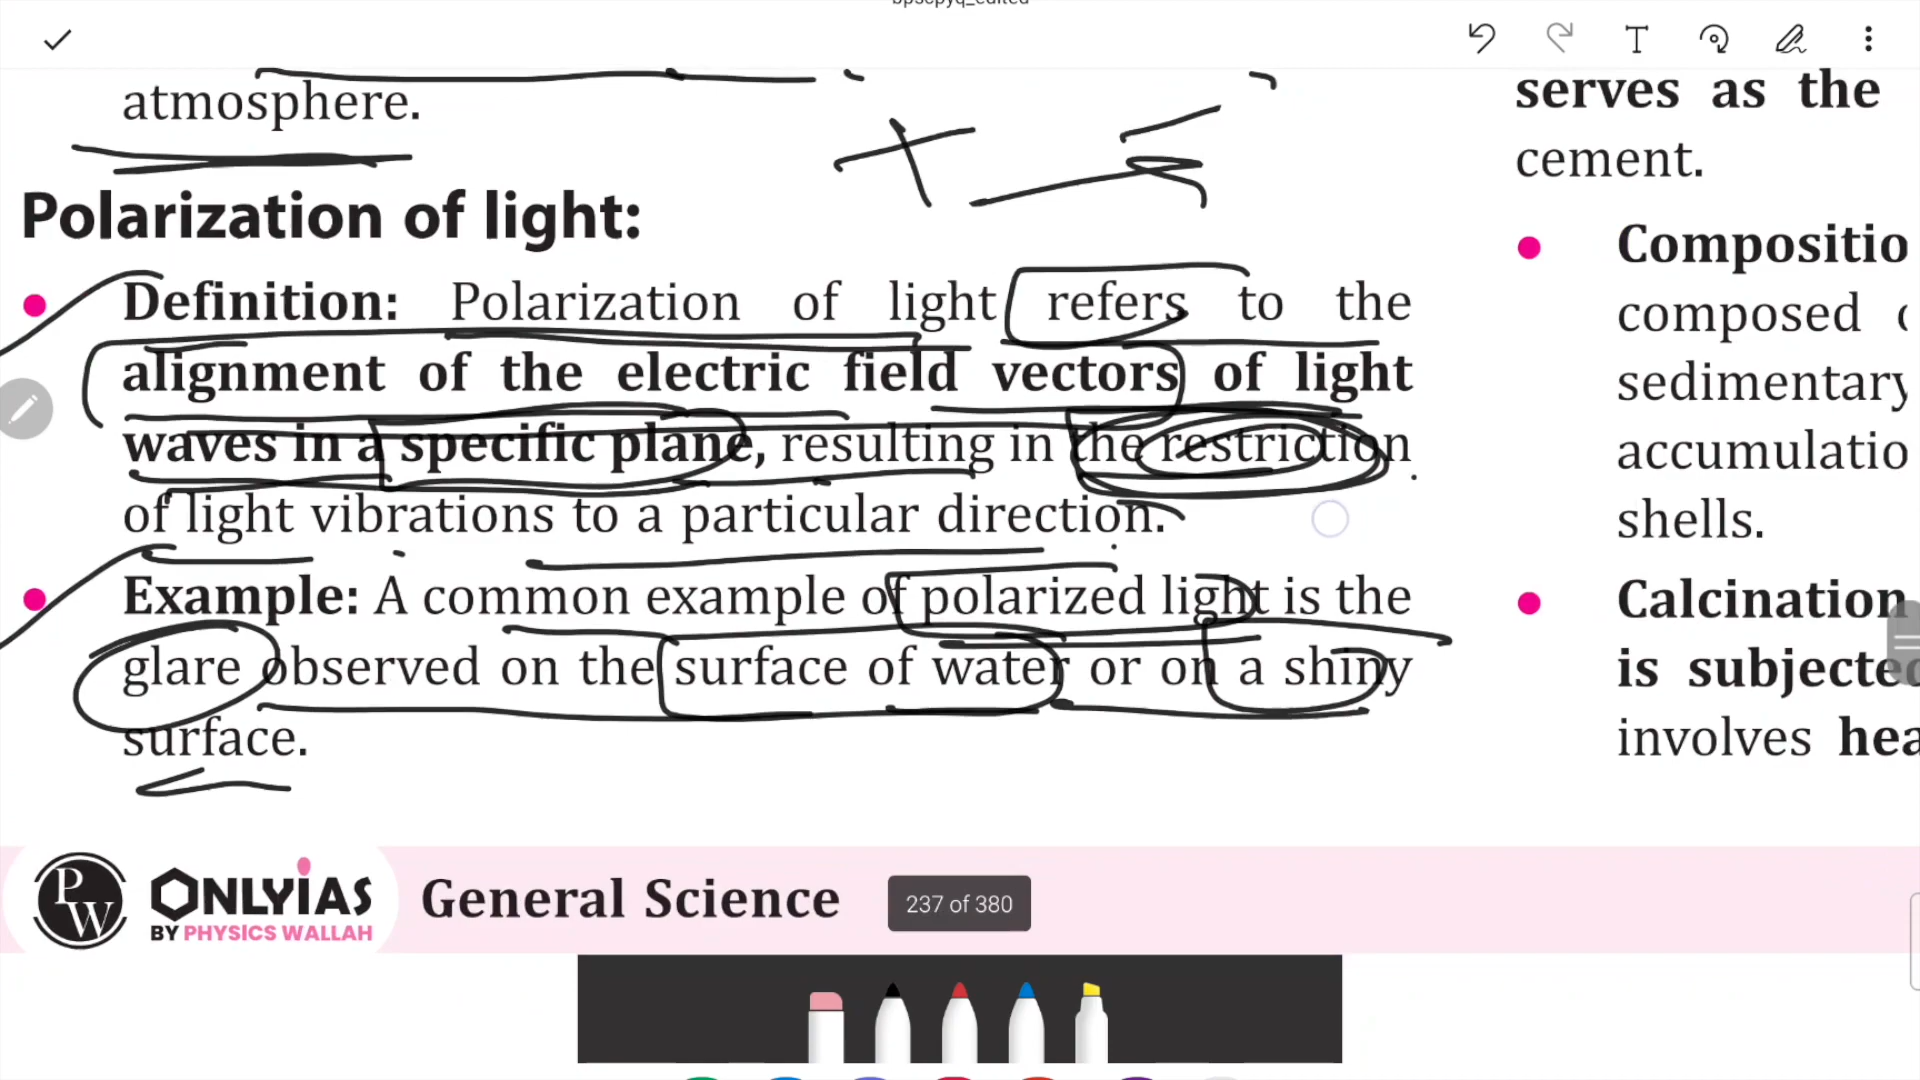 bpscpyq_edited
T
atmosphere.
Polarization of light:
Definition: Polarization of light refers to the
alignment of the electric field vectors of light
waves in a specific plane, resulting in the restriction
of light vibrations to a particular direction.
Example: A common example of polarized light is the
glare observed on the surface of water or on a shiny
surface.
serves as the
cement.
Compositio
composed
sedimentary
accumulatio
shells.
Calcination
is subjected
involves hea
PW ONLYIAS
BY PHYSICS WALLAH
General Science
237 of 380